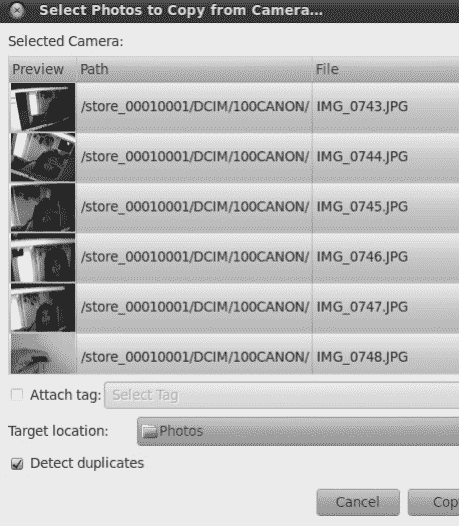 Select Photos to Copy from Camera...
Selected Camera:
Preview Path File
/store_00010001/DCIM/100CANON/ IMG_0743.JPG
/store_00010001/DCIM/100CANON/ IMG_0744.JPG
/store_00010001/DCIM/100CANON/ IMG_0745.JPG
/store_00010001/DCIM/100CANON/ IMG_0746.JPG
/store_00010001/DCIM/100CANON/ IMG_0747.JPG
/store_00010001/DCIM/100CANON/ IMG_0748.JPG
Attach tag: Select Tag
Target location: Photos
Detect duplicates
Cancel Cop